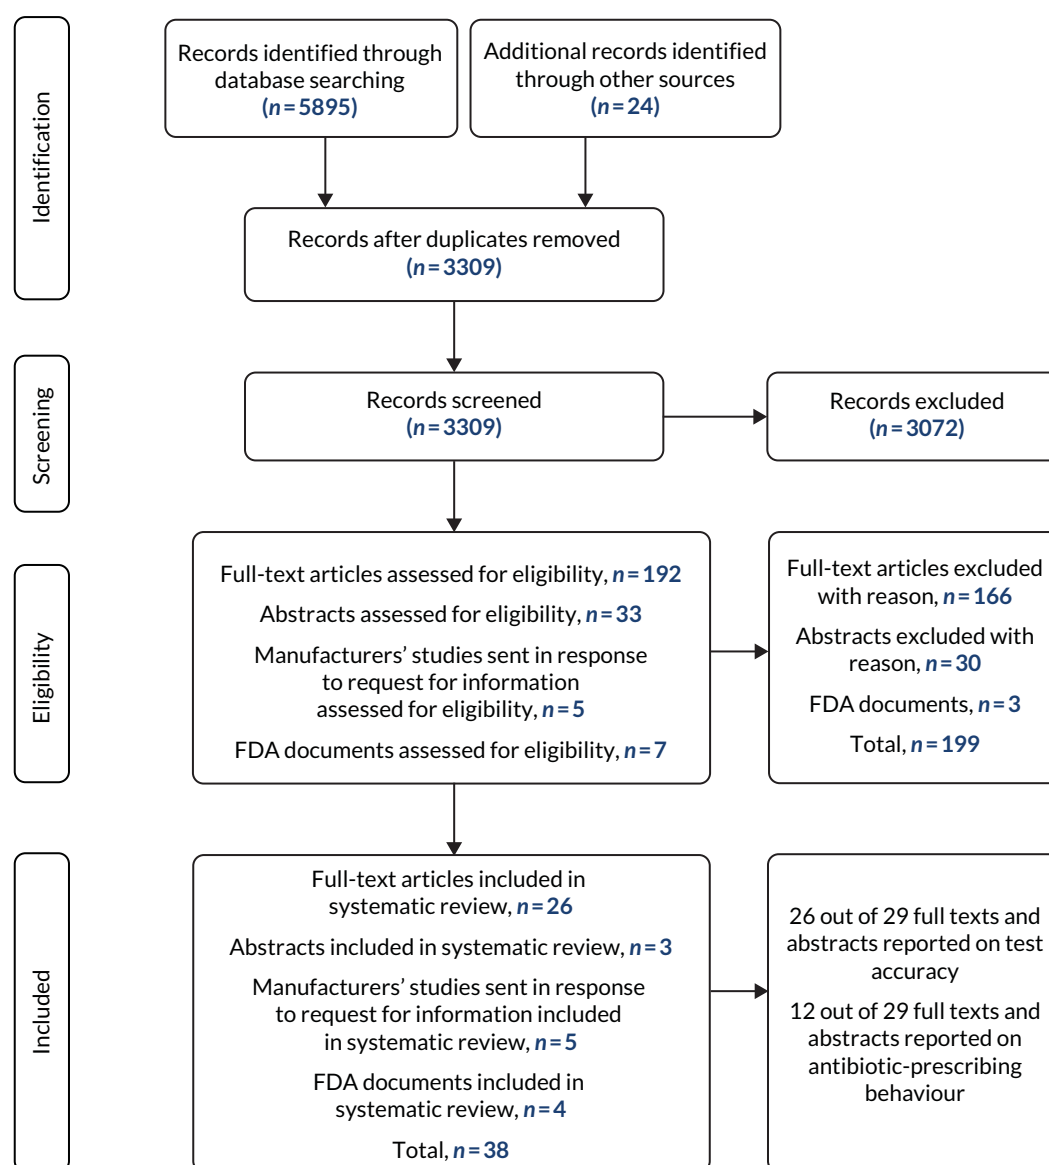 Identification
Records identified through
database searching
(n = 5895)
Additional records identified
through other sources
(n = 24)
Records after duplicates removed
(n = 3309)
Screening
Records screened
(n = 3309)
Records excluded
(n = 3072)
Eligibility
Full-text articles assessed for eligibility, n = 192
Abstracts assessed for eligibility, n = 33
Manufacturers’ studies sent in response
to request for information
assessed for eligibility, n = 5
FDA documents assessed for eligibility, n = 7
Full-text articles excluded
with reason, n = 166
Abstracts excluded with
reason, n = 30
FDA documents, n = 3
Total, n = 199
Included
Full-text articles included in
systematic review, n = 26
Abstracts included in systematic review, n = 3
Manufacturers’ studies sent in response
to request for information included
in systematic review, n = 5
FDA documents included in
systematic review, n = 4
Total, n = 38
26 out of 29 full texts and
abstracts reported on test
accuracy
12 out of 29 full texts and
abstracts reported on
antibiotic-prescribing
behaviour